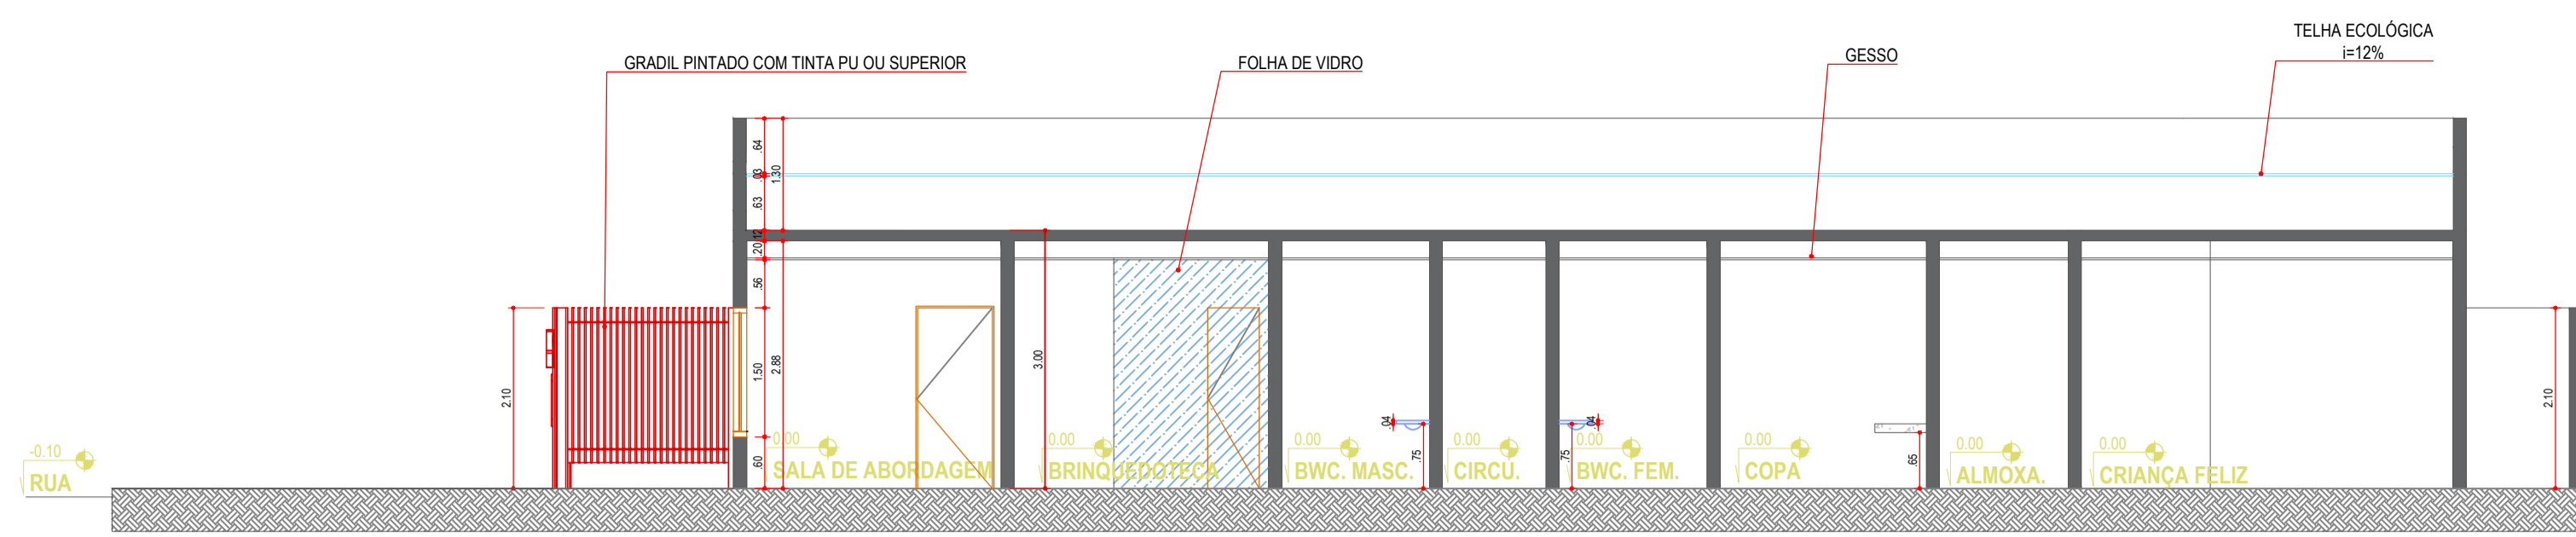 TELHA ECOLÓGICA
i=12%
GRADIL PINTADO COM TINTA PU OU SUPERIOR
FOLHA DE VIDRO
GESSO
.64
.03
1.30
.63
.12
.20
.56
1.50
2.88
.60
3.00
2.10
.04
.75
.04
.75
.65
2.10
-0.10
RUA
0.00
SALA DE ABORDAGEM
0.00
BRINQUEDOTECA
0.00
BWC. MASC.
0.00
CIRCU.
0.00
BWC. FEM.
0.00
COPA
0.00
ALMOXA.
0.00
CRIANÇA FELIZ